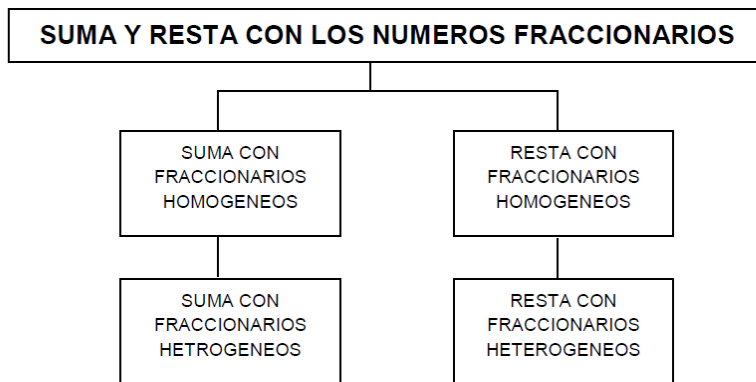 SUMA Y RESTA CON LOS NUMEROS FRACCIONARIOS
SUMA CON
FRACCIONARIOS
HOMOGENEOS
RESTA CON
FRACCIONARIOS
HOMOGENEOS
SUMA CON
FRACCIONARIOS
HETROGENEOS
RESTA CON
FRACCIONARIOS
HETEROGENEOS